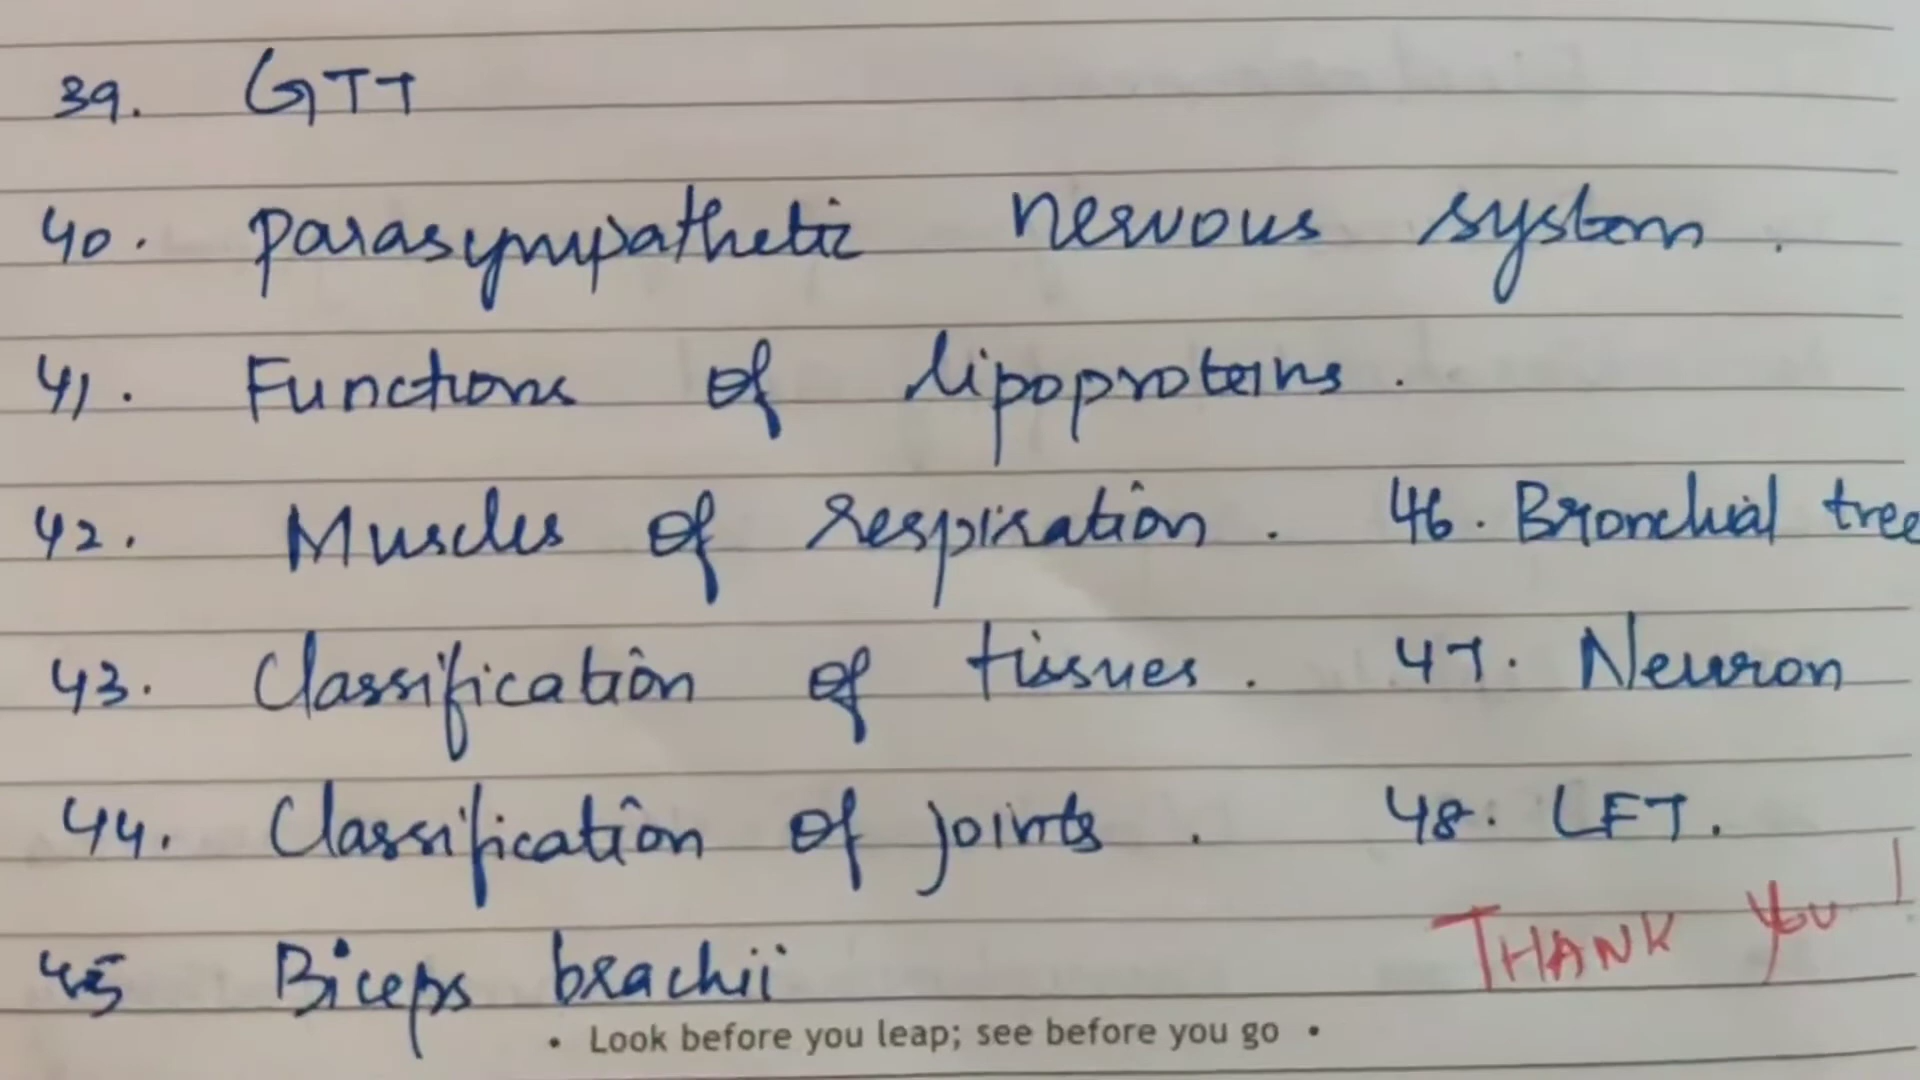 39. GTT
40. parasympathetic nervous system.
41. Functions of lipoproteins.
42. Muscles of respiration. 46. Bronchial tree
43. Classification of tissues. 47. Neuron
44. Classification of joints. 48. LFT.
45 Biceps brachii
THANK YOU!
• Look before you leap; see before you go •